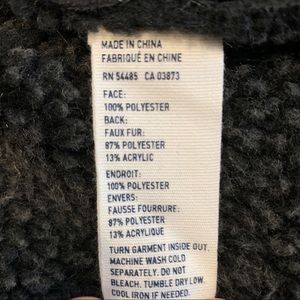 MADE IN CHINA
FABRIQUÉ EN CHINE
RN 54485 CA 03873
FACE:
100% POLYESTER
BACK:
FAUX FUR:
87% POLYESTER
13% ACRYLIC
ENDROIT:
100% POLYESTER
ENVERS:
FAUSSE FOURRURE:
87% POLYESTER
13% ACRYLIQUE
TURN GARMENT INSIDE OUT.
MACHINE WASH COLD
SEPARATELY. DO NOT
BLEACH. TUMBLE DRY LOW.
COOL IRON IF NEEDED.